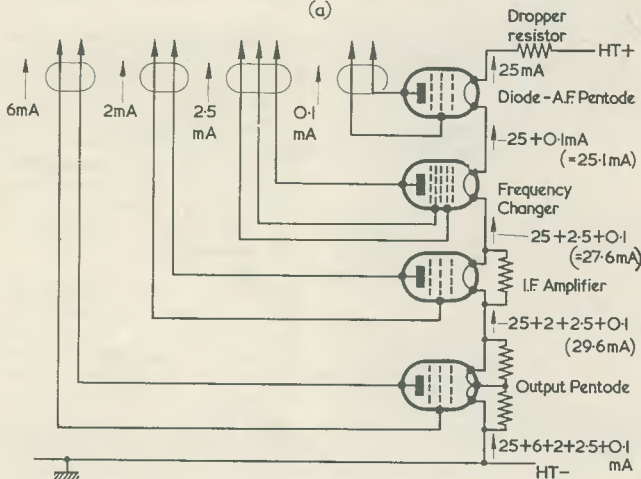 (a)
Dropper
resistor
HT+
25mA
6mA
2mA
2·5
mA
0·1
mA
Diode-A.F. Pentode
25+0·1mA
(=25·1mA)
Frequency
Changer
25+2·5+0·1
(=27·6mA)
I.F. Amplifier
25+2+2·5+0·1
(29·6mA)
Output Pentode
25+6+2+2·5+0·1
mA
HT-